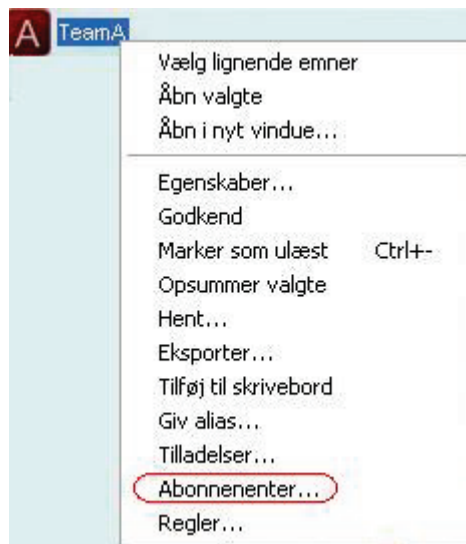 A TeamA
Vælg lignende emner
Åbn valgte
Åbn i nyt vindue...
Egenskaber...
Godkend
Marker som ulæst Ctrl+-
Opsummer valgte
Hent...
Eksporter...
Tilføj til skrivebord
Giv alias...
Tilladelser...
Abonnenenter...
Regler...